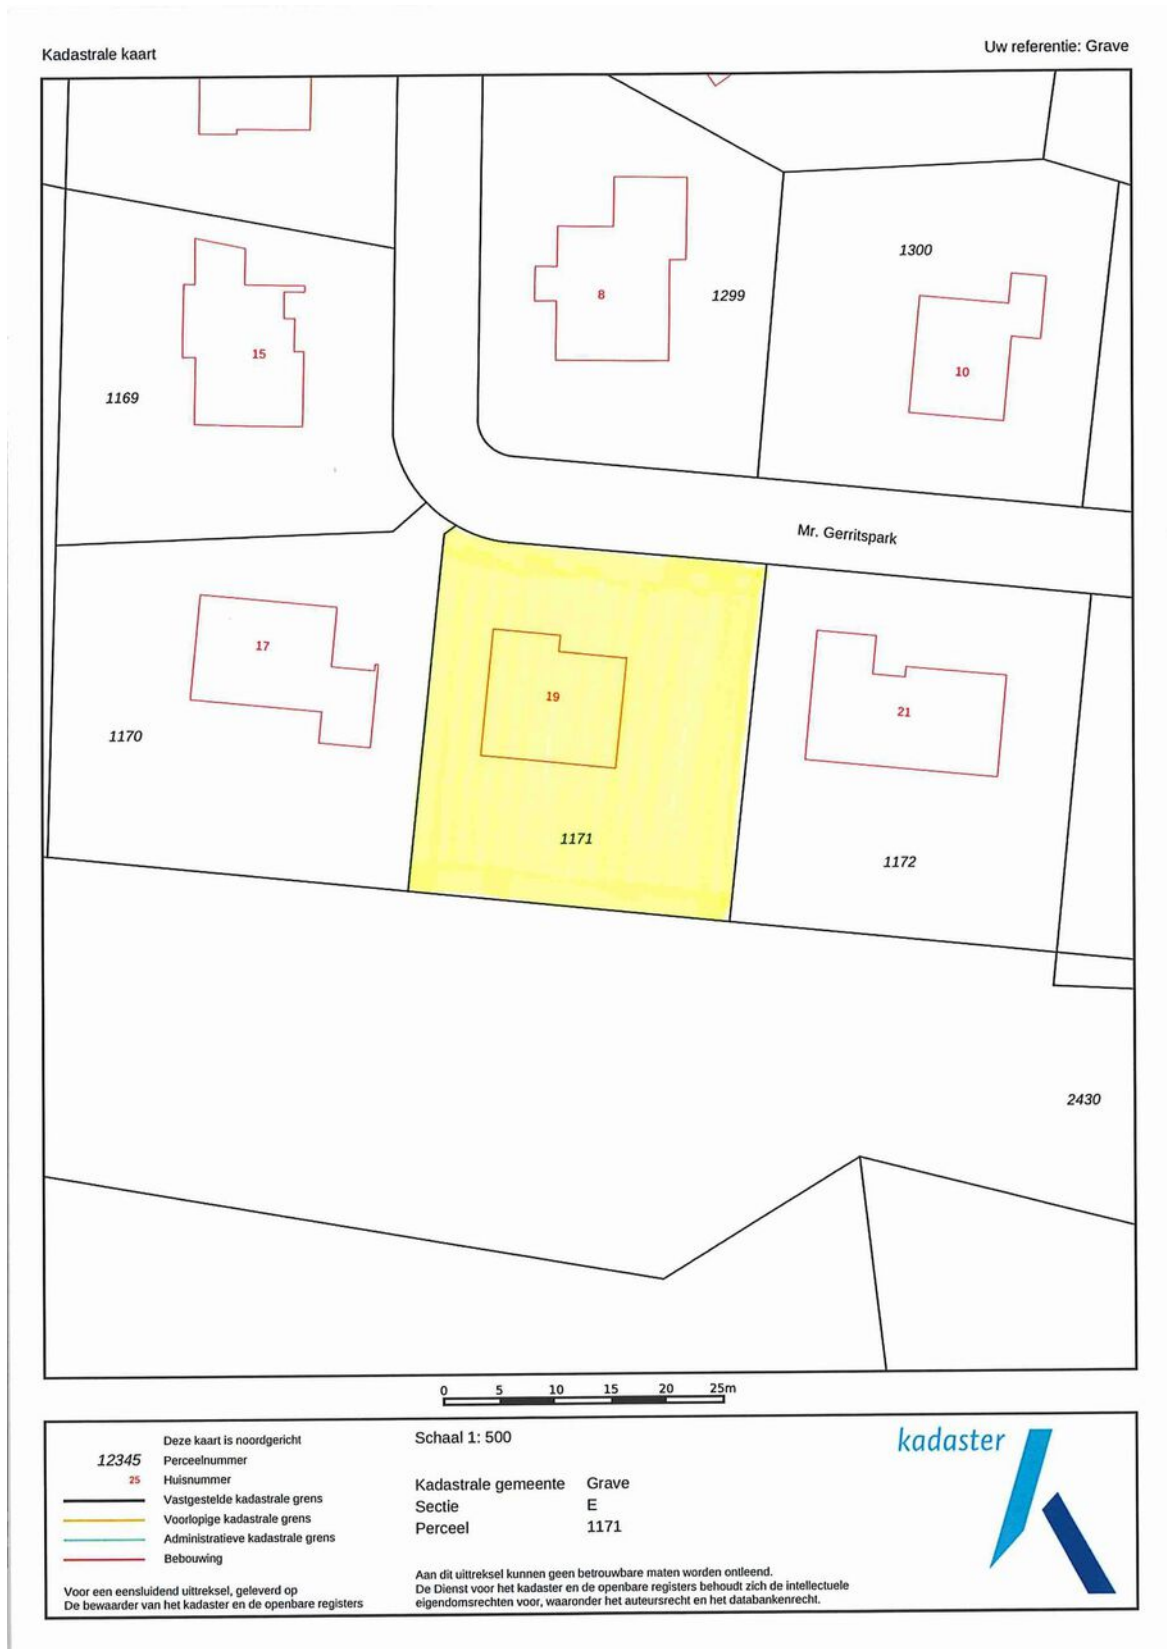 Kadastrale kaart
Uw referentie: Grave
1300
8
1299
15
10
1169
Mr. Gerritspark
17
19
21
1170
1171
1172
2430
0 5 10 15 20 25m
Deze kaart is noordgericht
12345 Perceelnummer
25 Huisnummer
Vastgestelde kadastrale grens
Voorlopige kadastrale grens
Administratieve kadastrale grens
Bebouwing
Voor een eensluidend uittreksel, geleverd op
De bewaarder van het kadaster en de openbare registers
Schaal 1: 500
Kadastrale gemeente Grave
Sectie E
Perceel 1171
Aan dit uittreksel kunnen geen betrouwbare maten worden ontleend.
De Dienst voor het kadaster en de openbare registers behoudt zich de intellectuele
eigendomsrechten voor, waaronder het auteursrecht en het databankenrecht.
kadaster